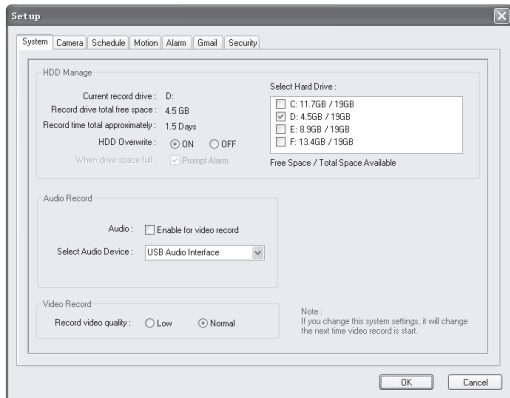 Setup
System Camera Schedule Motion Alarm Gmail Security
HDD Manage
Current record drive : D:
Record drive total free space : 4.5 GB
Record time total approximately : 1.5 Days
HDD Overwrite : ON OFF
When drive space full : Prompt Alarm
Select Hard Drive :
C: 11.7GB / 19GB
D: 4.5GB / 19GB
E: 8.9GB / 19GB
F: 13.4GB / 19GB
Free Space / Total Space Available
Audio Record
Audio : Enable for video record
Select Audio Device : USB Audio Interface
Video Record
Record video quality : Low Normal
Note :
If you change this system settings, it will change
the next time video record is start.
OK Cancel